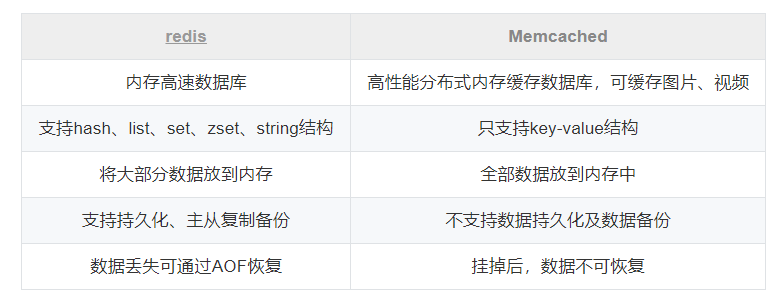 redis Memcached
内存高速数据库 高性能分布式内存缓存数据库，可缓存图片、视频
支持hash、list、set、zset、string结构 只支持key-value结构
将大部分数据放到内存 全部数据放到内存中
支持持久化、主从复制备份 不支持数据持久化及数据备份
数据丢失可通过AOF恢复 挂掉后，数据不可恢复